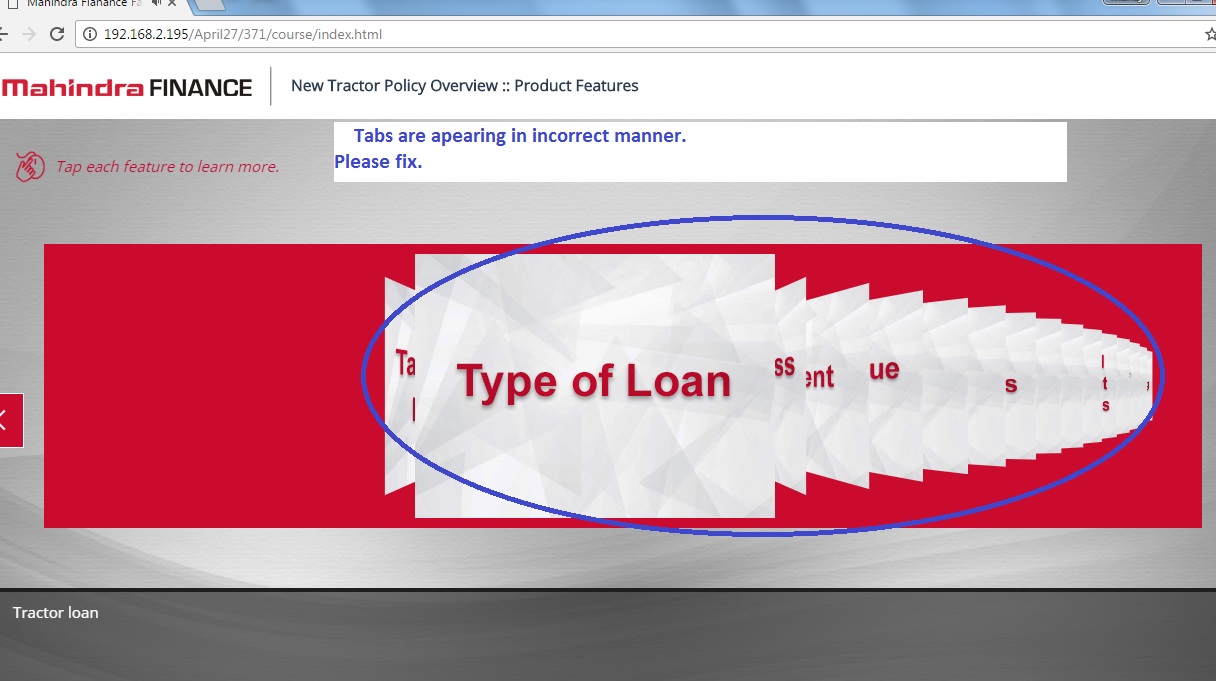 Mahindra Fianance Fa
192.168.2.195/April27/371/course/index.html
Mahindra FINANCE
New Tractor Policy Overview :: Product Features
Tabs are apearing in incorrect manner.
Please fix.
Tap each feature to learn more.
Ta
Type of Loan
ss
ent
ue
s
I
t
s
Tractor loan